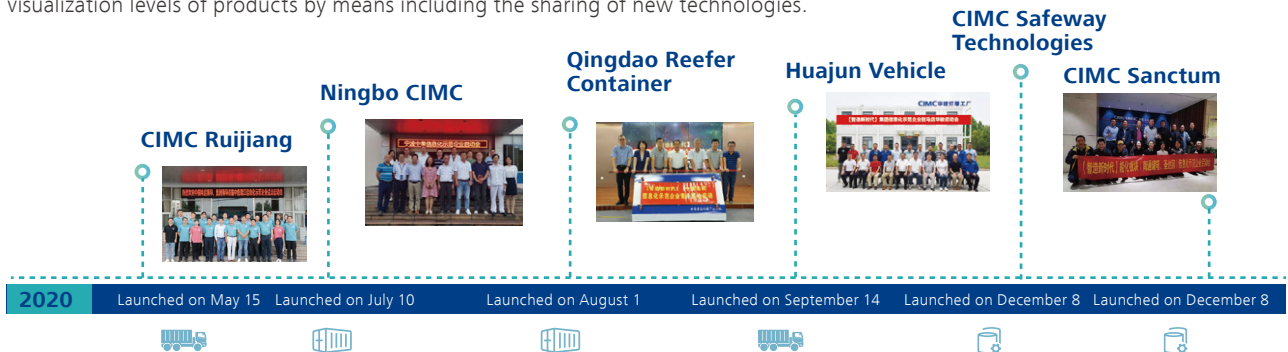 visualization levels of products by means including the sharing of new technologies.
CIMC Ruijiang
Ningbo CIMC
Qingdao Reefer
Container
Huajun Vehicle
CIMC Safeway
Technologies
CIMC Sanctum
2020
Launched on May 15
Launched on July 10
Launched on August 1
Launched on September 14
Launched on December 8
Launched on December 8